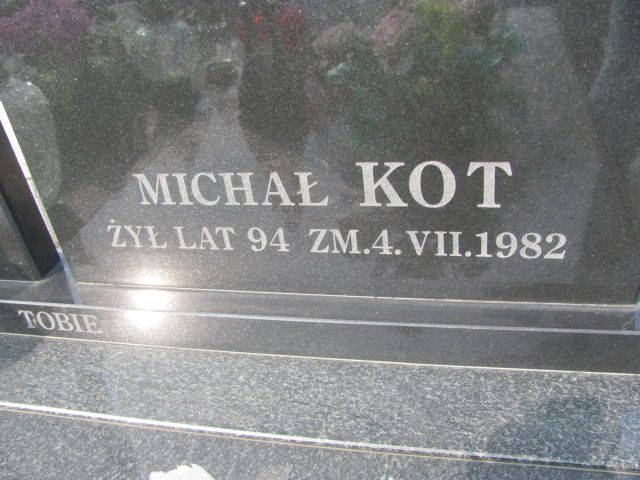 MICHAŁ KOT
ŻYŁ LAT 94 ZM.4.VII.1982
TOBIE